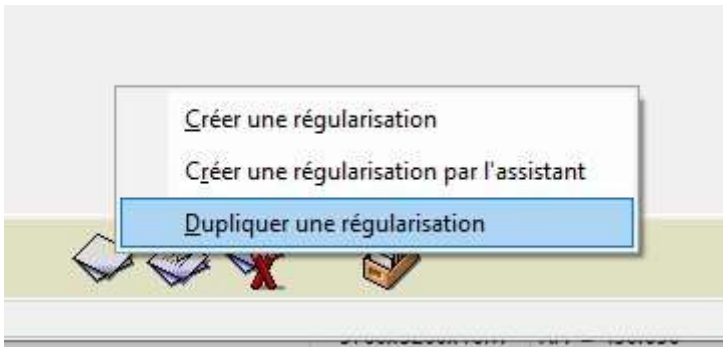 Créer une régularisation
Créer une régularisation par l'assistant
Dupliquer une régularisation